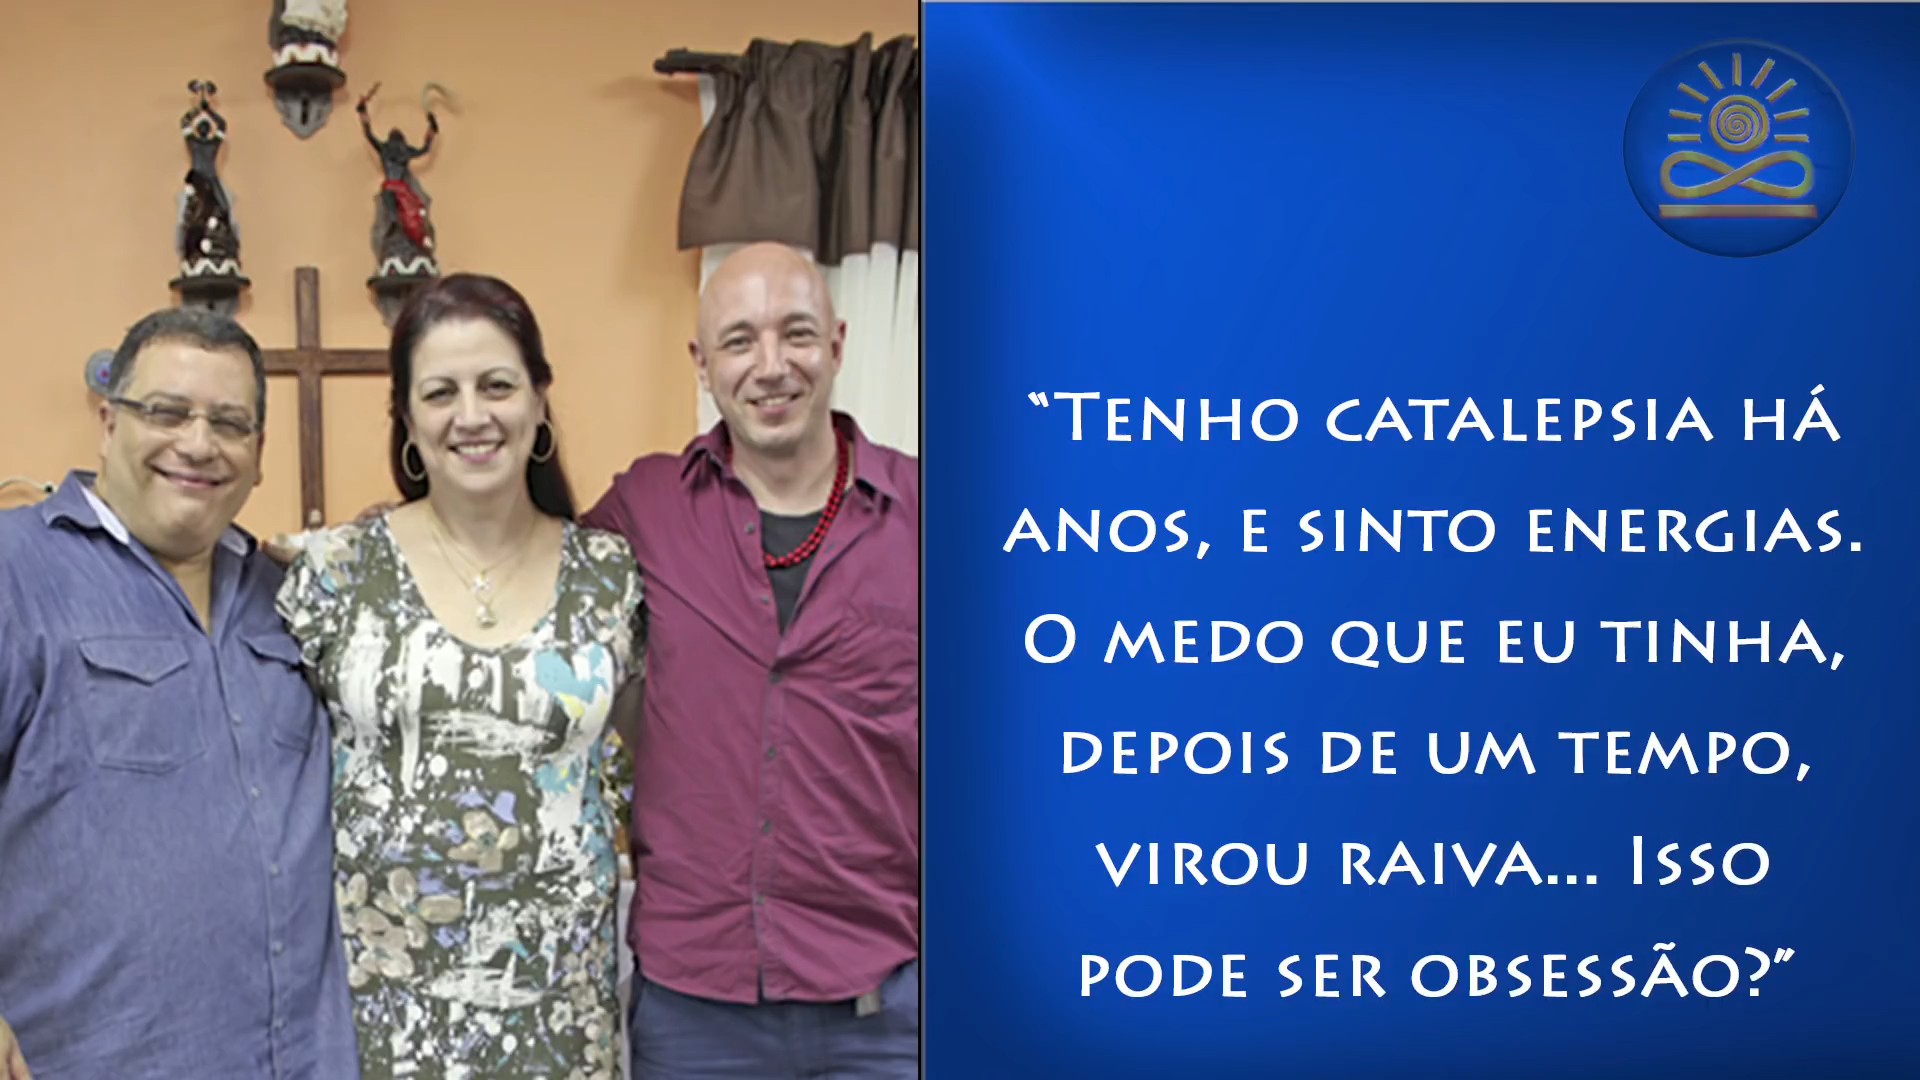 “Tenho catalepsia há
anos, e sinto energias.
O medo que eu tinha,
depois de um tempo,
virou raiva... Isso
pode ser obsessão?”